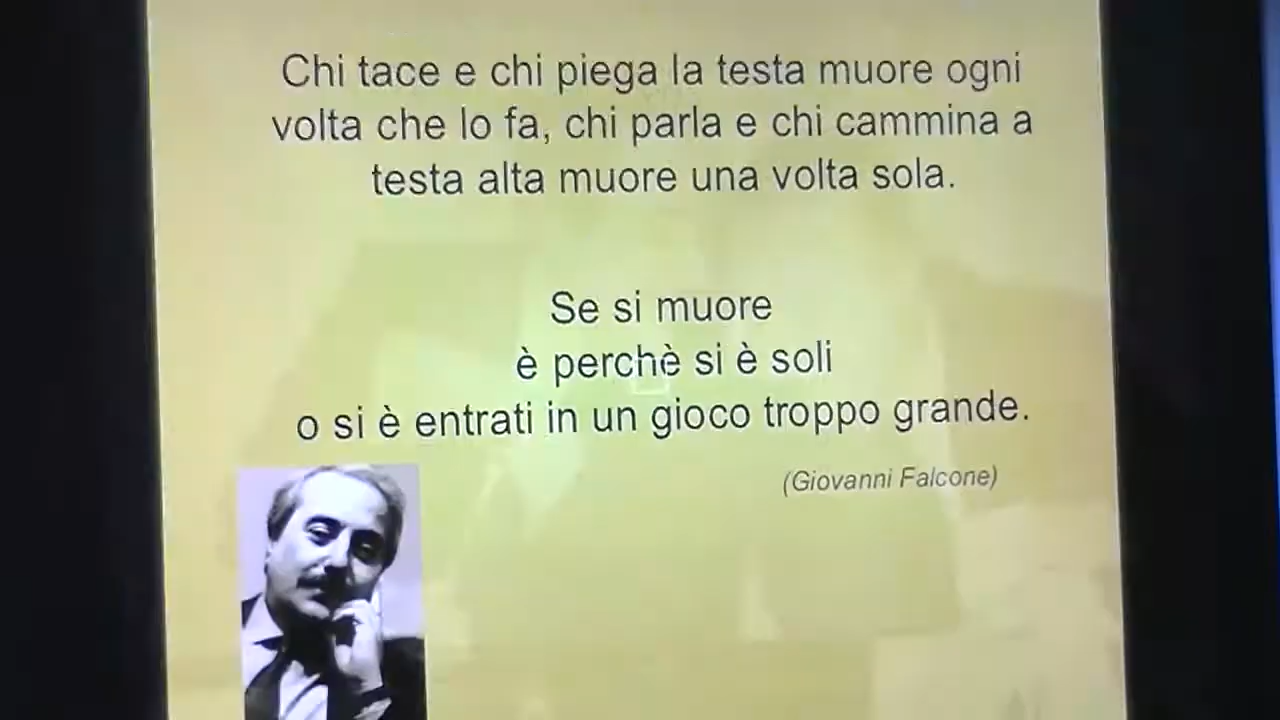 Chi tace e chi piega la testa muore ogni
volta che lo fa, chi parla e chi cammina a
testa alta muore una volta sola.
Se si muore
è perchè si è soli
o si è entrati in un gioco troppo grande.
(Giovanni Falcone)